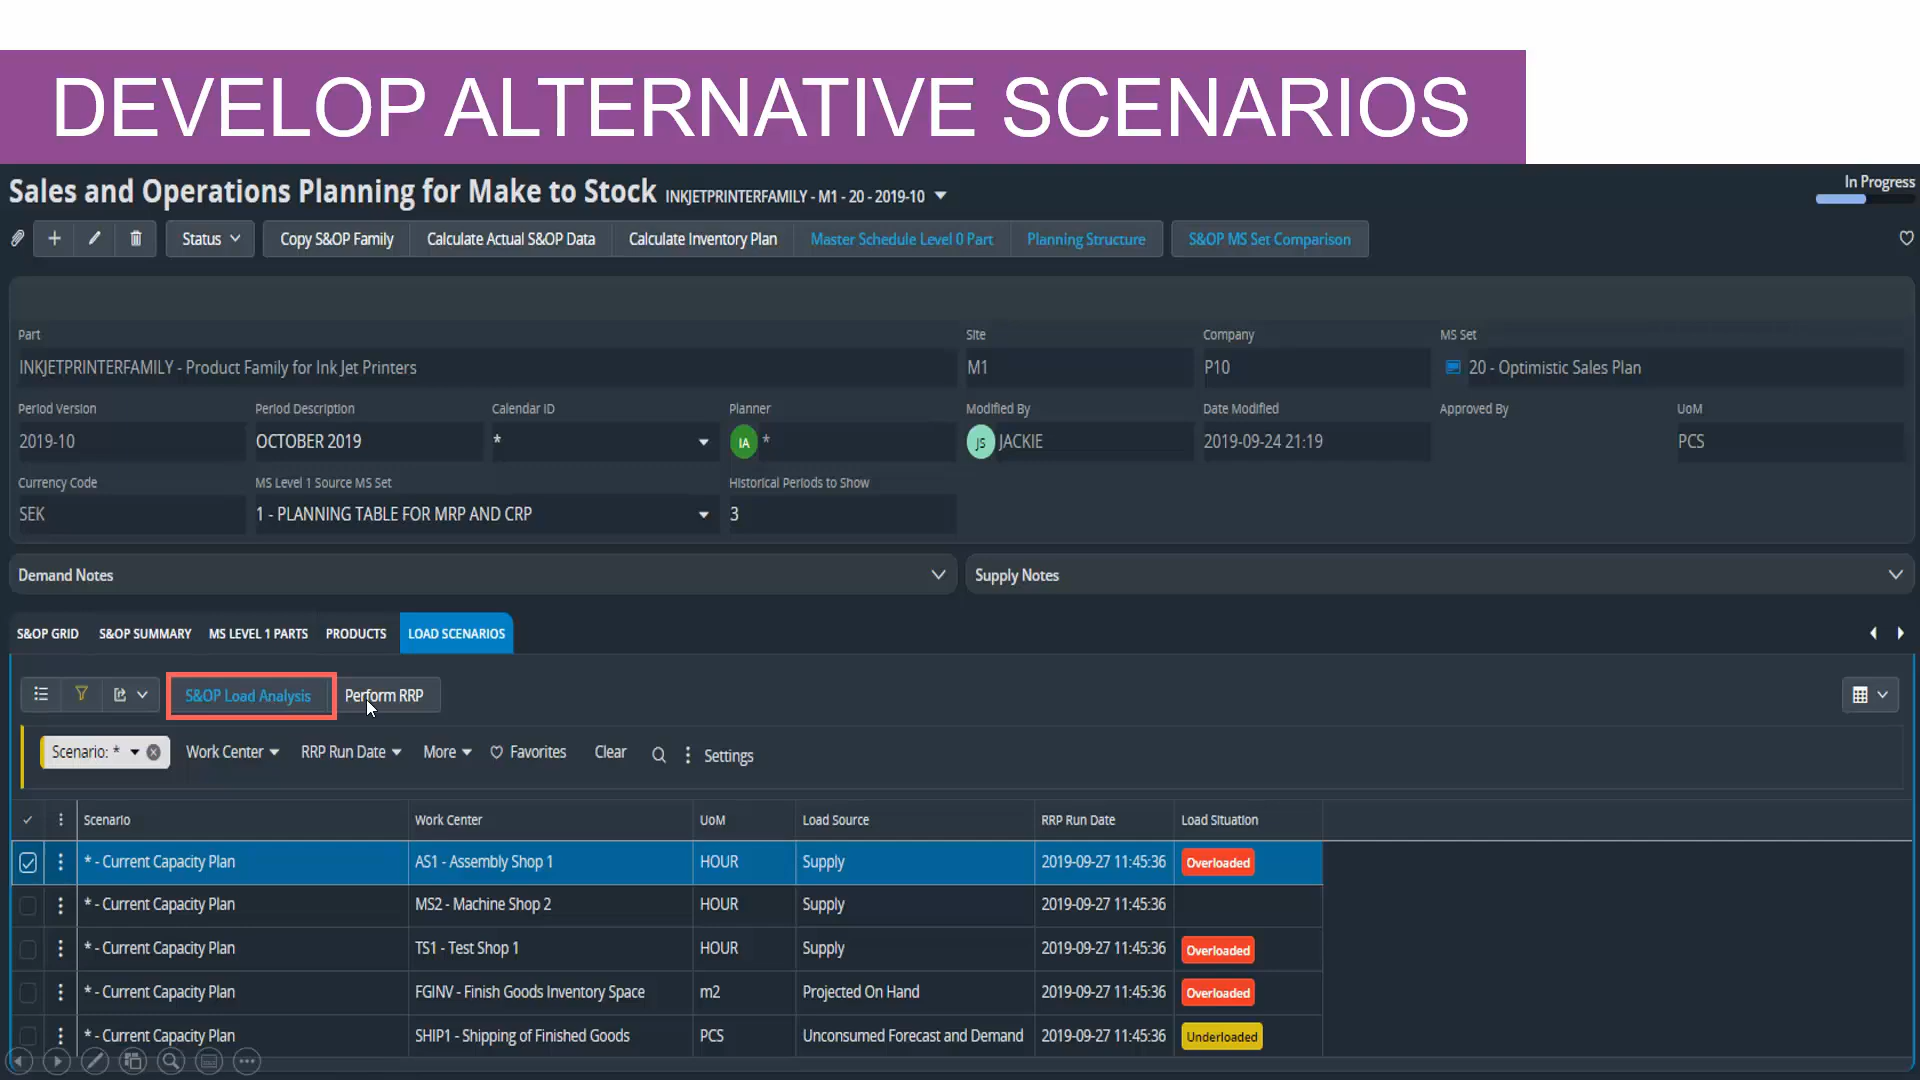 DEVELOP ALTERNATIVE SCENARIOS
Sales and Operations Planning for Make to Stock INKJETPRINTERFAMILY - M1 - 20 - 2019-10
In Progress
Status Copy S&OP Family Calculate Actual S&OP Data Calculate Inventory Plan Master Schedule Level 0 Part Planning Structure S&OP MS Set Comparison
Part Site Company MS Set
INKJETPRINTERFAMILY - Product Family for Ink Jet Printers M1 P10 20 - Optimistic Sales Plan
Period Version Period Description Calendar ID Planner Modified By Date Modified Approved By UoM
2019-10 OCTOBER 2019 * IA * JS JACKIE 2019-09-24 21:19 PCS
Currency Code MS Level 1 Source MS Set Historical Periods to Show
SEK 1 - PLANNING TABLE FOR MRP AND CRP 3
Demand Notes Supply Notes
S&OP GRID S&OP SUMMARY MS LEVEL 1 PARTS PRODUCTS LOAD SCENARIOS
S&OP Load Analysis Perform RRP
Scenario: * Work Center RRP Run Date More Favorites Clear Settings
Scenario Work Center UoM Load Source RRP Run Date Load Situation
* - Current Capacity Plan AS1 - Assembly Shop 1 HOUR Supply 2019-09-27 11:45:36 Overloaded
* - Current Capacity Plan MS2 - Machine Shop 2 HOUR Supply 2019-09-27 11:45:36
* - Current Capacity Plan TS1 - Test Shop 1 HOUR Supply 2019-09-27 11:45:36 Overloaded
* - Current Capacity Plan FGINV - Finish Goods Inventory Space m2 Projected On Hand 2019-09-27 11:45:36 Overloaded
* - Current Capacity Plan SHIP1 - Shipping of Finished Goods PCS Unconsumed Forecast and Demand 2019-09-27 11:45:36 Underloaded